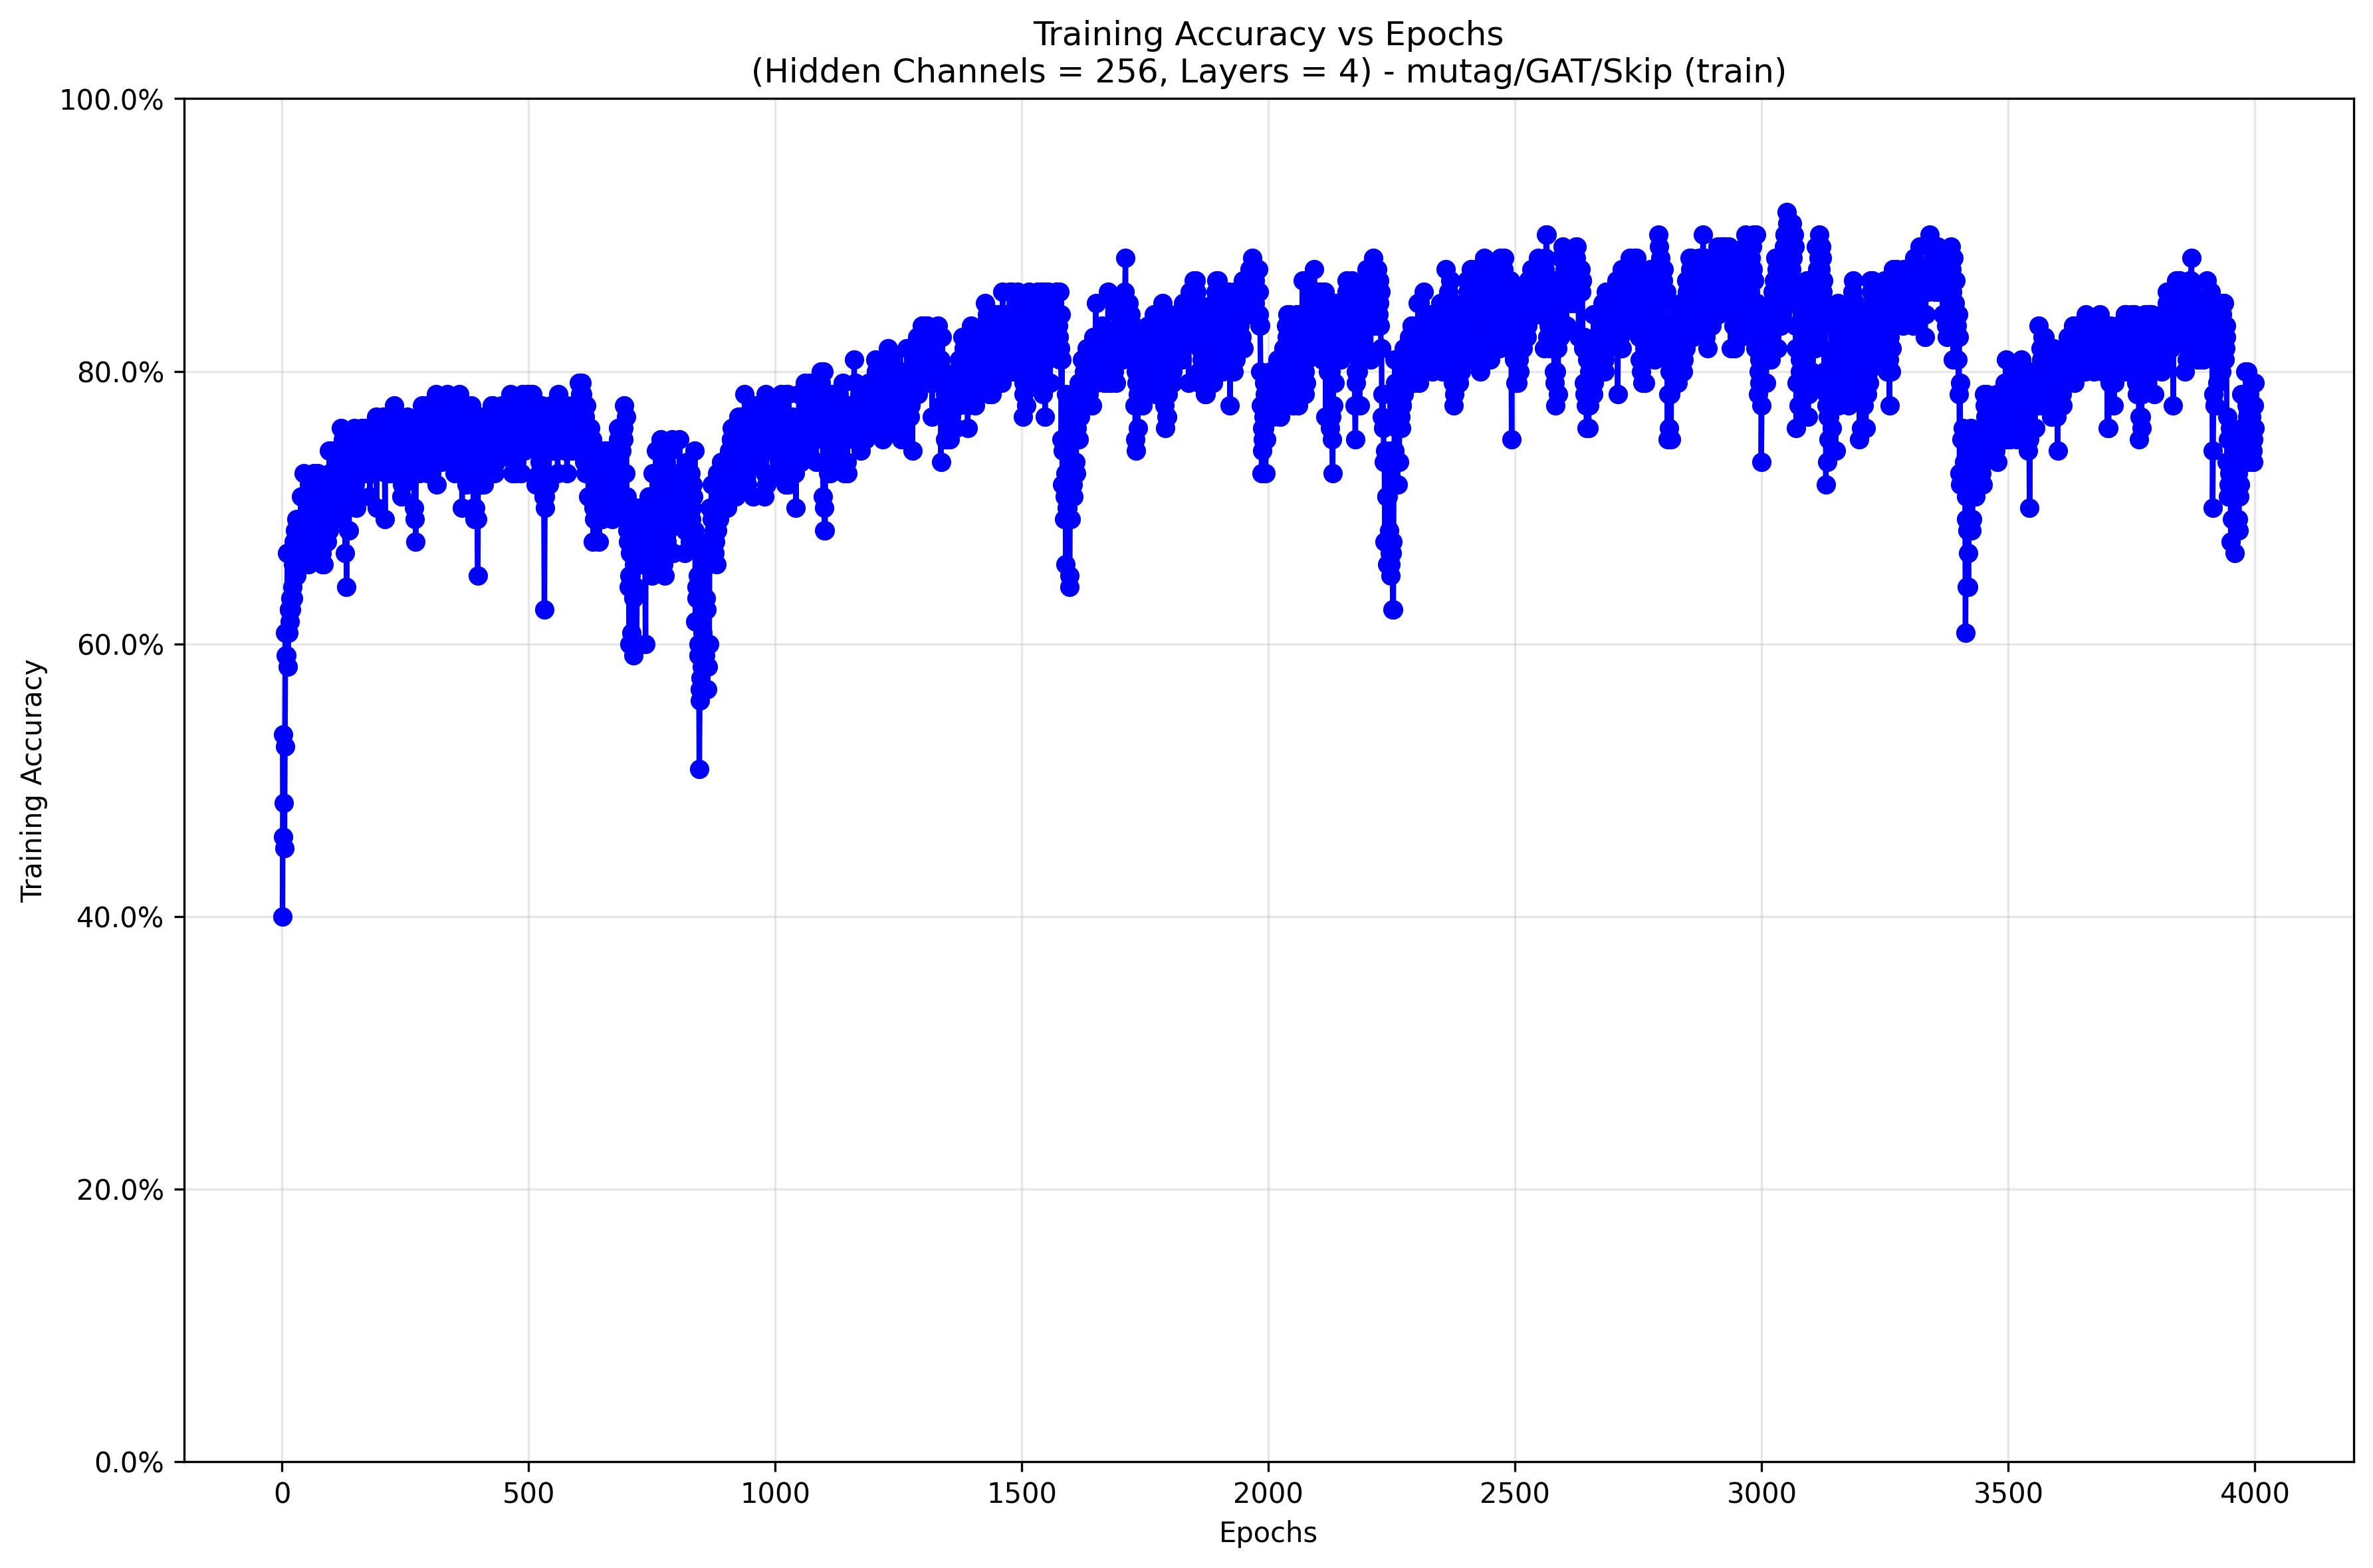 Training Accuracy vs Epochs
(Hidden Channels = 256, Layers = 4) - mutag/GAT/Skip (train)
100.0%
80.0%
60.0%
40.0%
20.0%
0.0%
Training Accuracy
0 500 1000 1500 2000 2500 3000 3500 4000
Epochs